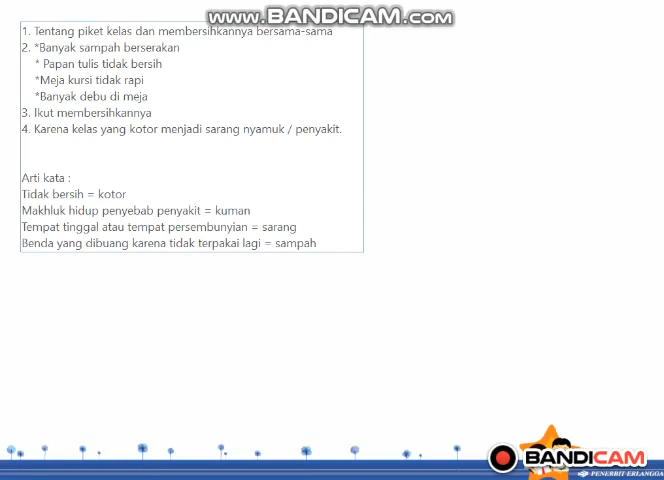 www.BANDICAM.com
1. Tentang piket kelas dan membersihkannya bersama-sama
2. *Banyak sampah berserakan
* Papan tulis tidak bersih
*Meja kursi tidak rapi
*Banyak debu di meja
3. Ikut membersihkannya
4. Karena kelas yang kotor menjadi sarang nyamuk / penyakit.
Arti kata :
Tidak bersih = kotor
Makhluk hidup penyebab penyakit = kuman
Tempat tinggal atau tempat persembunyian = sarang
Benda yang dibuang karena tidak terpakai lagi = sampah
BANDICAM
PENERBIT ERLANGGA